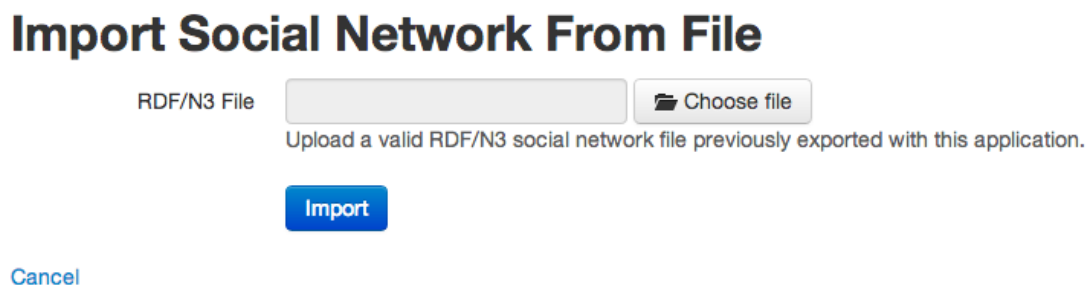 Import Social Network From File
RDF/N3 File
Choose file
Upload a valid RDF/N3 social network file previously exported with this application.
Import
Cancel